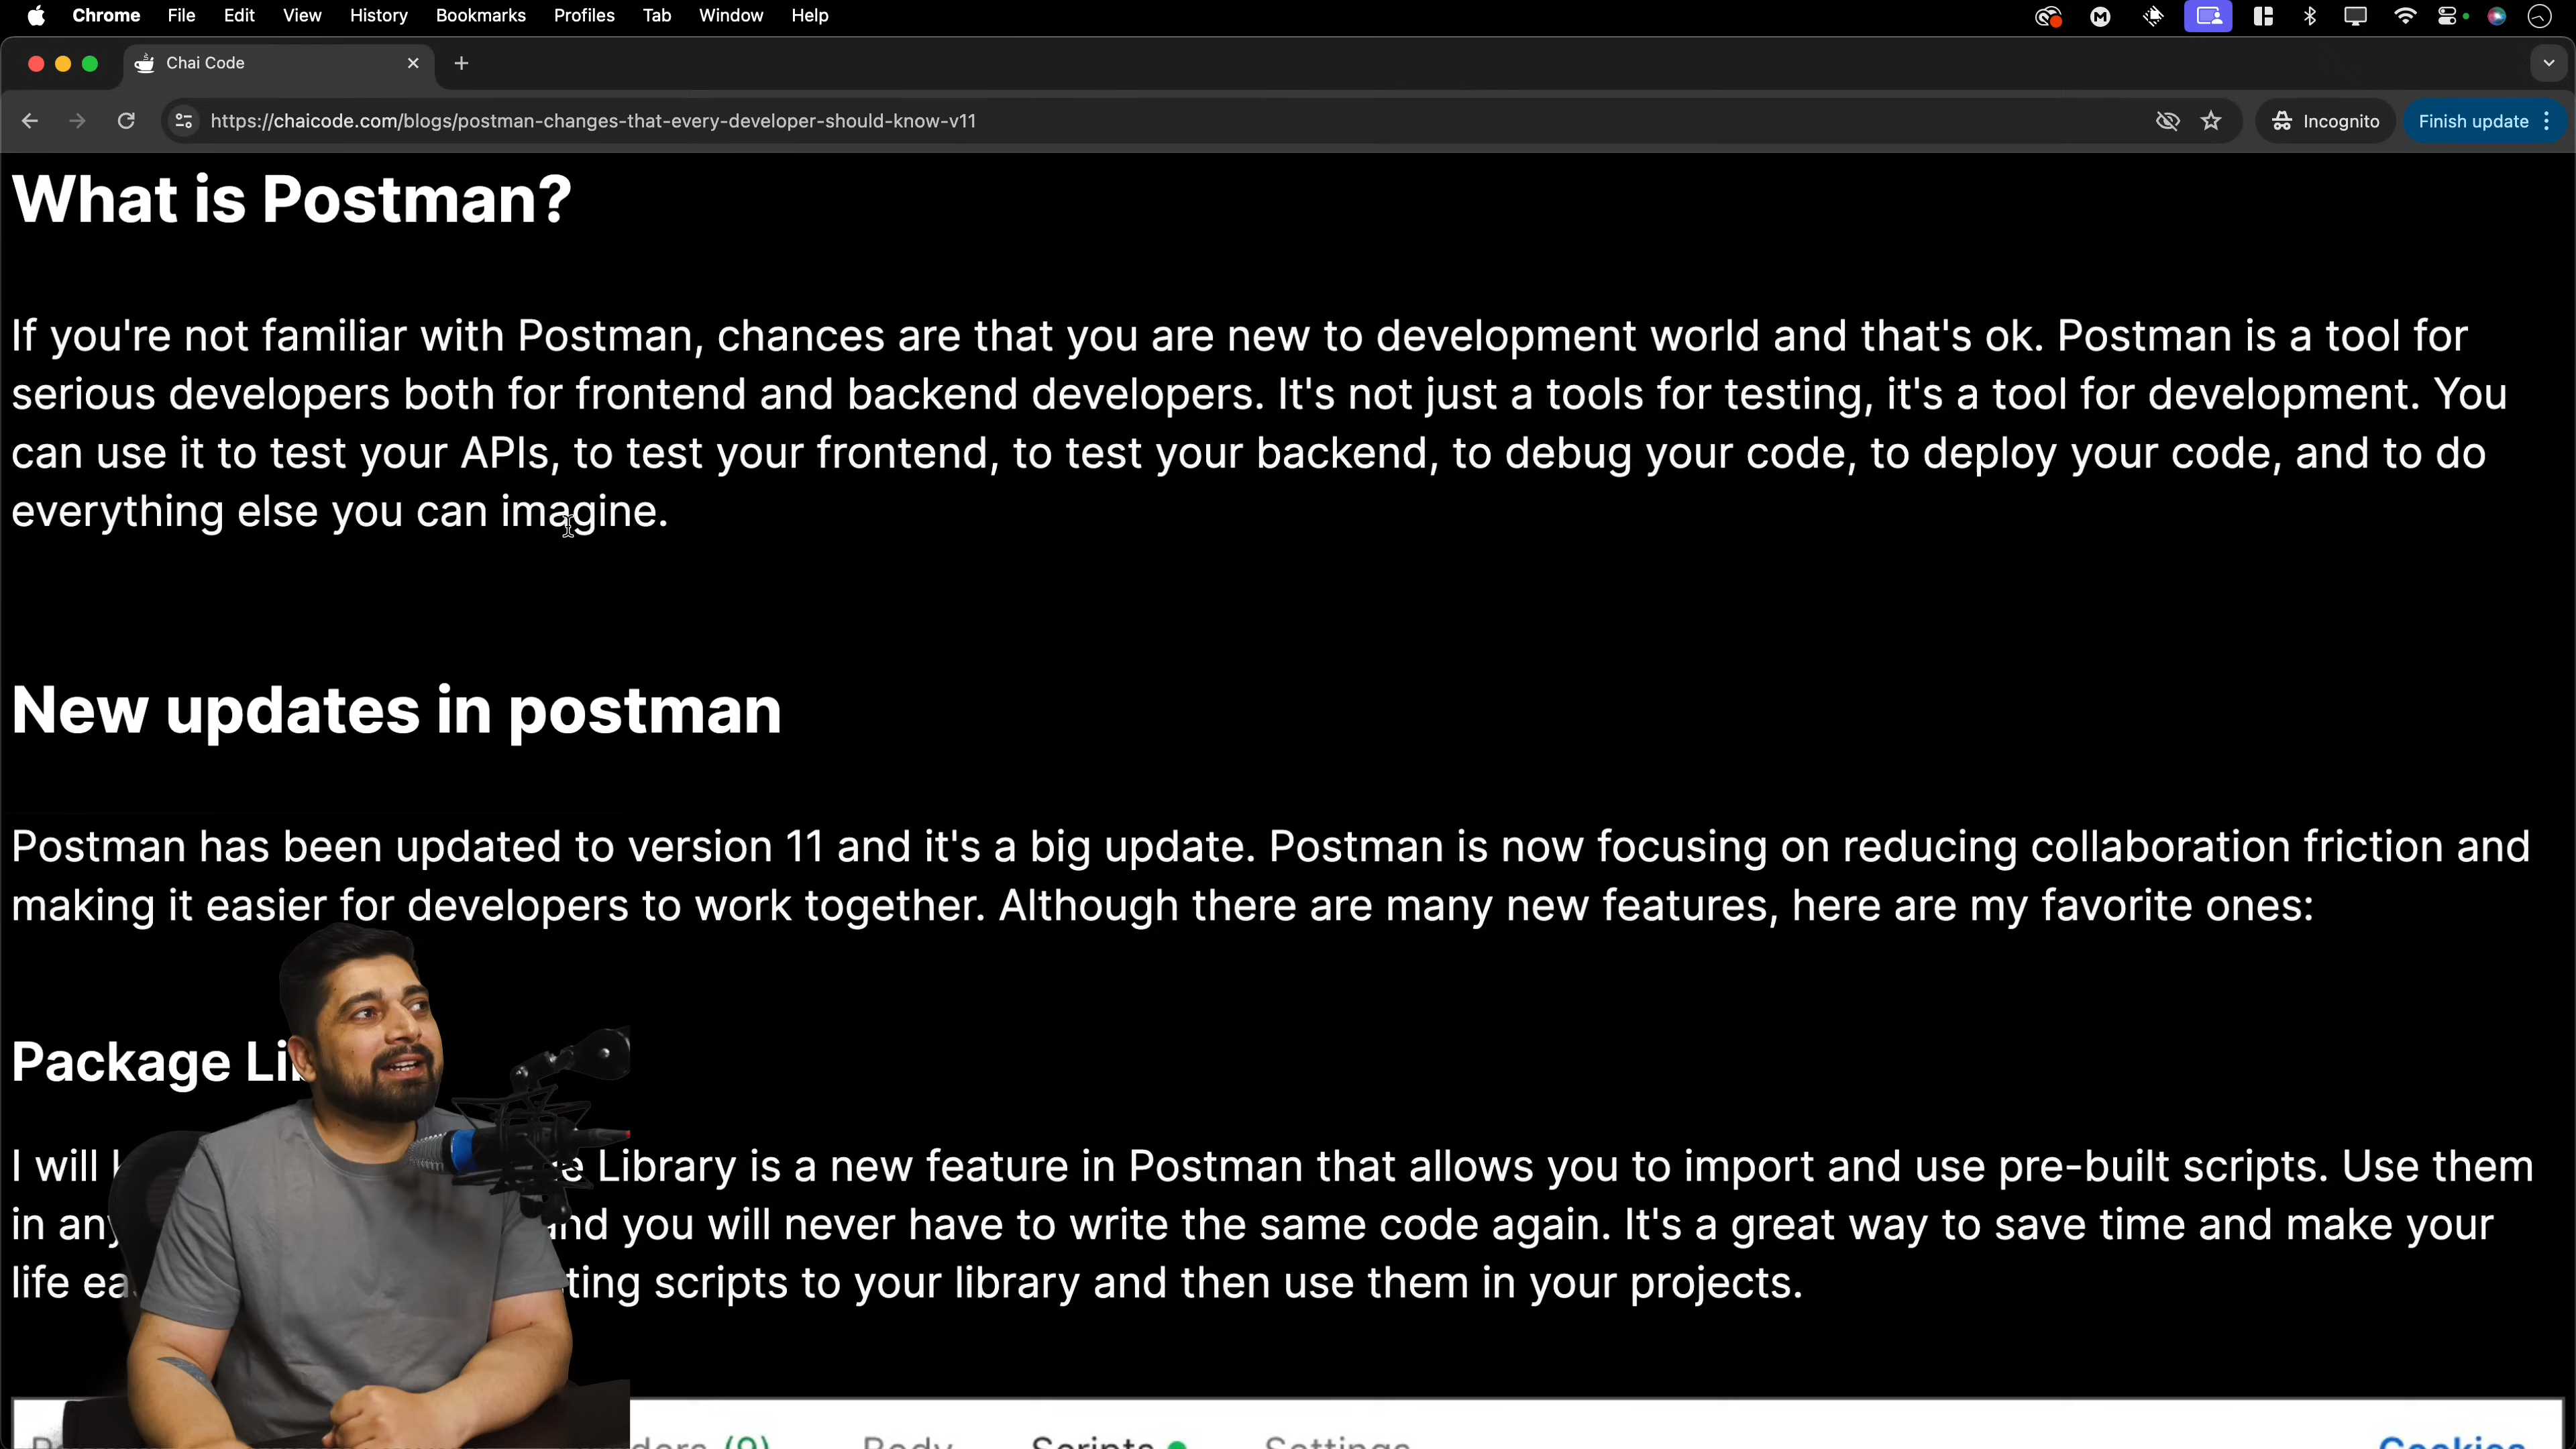 Chrome File Edit View History Bookmarks Profiles Tab Window Help
Chai Code
https://chaicode.com/blogs/postman-changes-that-every-developer-should-know-v11
Incognito
Finish update
What is Postman?
If you're not familiar with Postman, chances are that you are new to development world and that's ok. Postman is a tool for
serious developers both for frontend and backend developers. It's not just a tools for testing, it's a tool for development. You
can use it to test your APIs, to test your frontend, to test your backend, to debug your code, to deploy your code, and to do
everything else you can imagine.
New updates in postman
Postman has been updated to version 11 and it's a big update. Postman is now focusing on reducing collaboration friction and
making it easier for developers to work together. Although there are many new features, here are my favorite ones:
Package
I will Library is a new feature in Postman that allows you to import and use pre-built scripts. Use them
in you will never have to write the same code again. It's a great way to save time and make your
life scripts to your library and then use them in your projects.
Body Scripts Settings Cookies